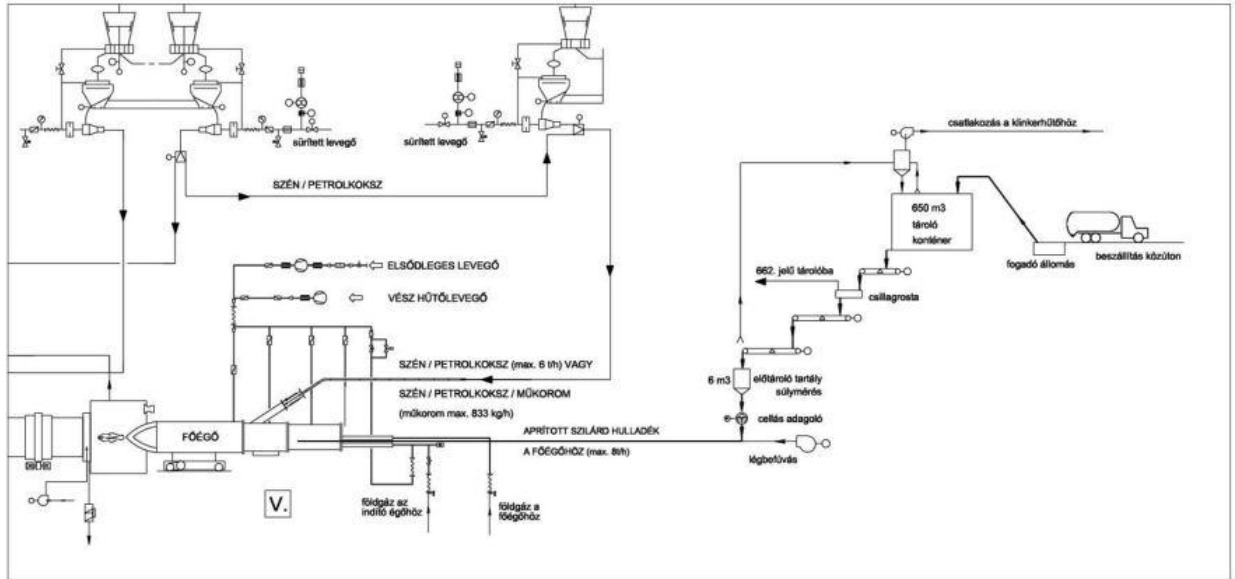 sűrített levegő
sűrített levegő
csatlakozás a klinkerhűtőhöz
SZÉN / PETROLKOKSZ
650 m3
tároló
konténer
fogadó állomás
beszállítás közúton
ELSŐDLEGES LEVEGŐ
662. jelű tárolóba
csillagrosta
VÉSZ HŰTŐLEVEGŐ
SZÉN / PETROLKOKSZ (max. 6 t/h) VAGY
SZÉN / PETROLKOKSZ / MŰKOROM
(műkorom max. 833 kg/h)
6 m3
előtároló tartály
súlymérés
cellás adagoló
FŐÉGŐ
APRÍTOTT SZILÁRD HULLADÉK
A FŐÉGŐHÖZ (max. 8t/h)
légbefúvás
V.
földgáz az
indító égőhöz
földgáz a
főégőhöz